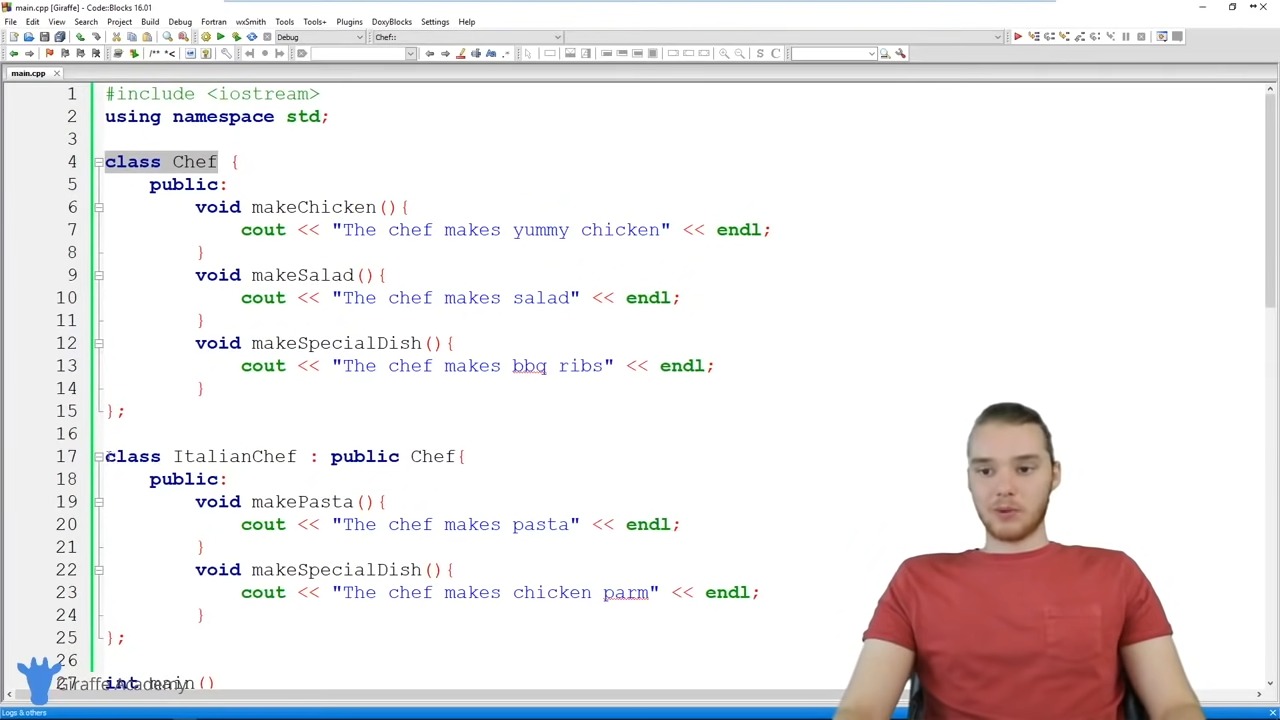 main.cpp [Giraffe] - Code::Blocks 16.01
File Edit View Search Project Build Debug Fortran wxSmith Tools Tools+ Plugins DoxyBlocks Settings Help
Debug Chef::
main.cpp
1 #include <iostream>
2 using namespace std;
3
4 class Chef {
5 public:
6 void makeChicken(){
7 cout << "The chef makes yummy chicken" << endl;
8 }
9 void makeSalad(){
10 cout << "The chef makes salad" << endl;
11 }
12 void makeSpecialDish(){
13 cout << "The chef makes bbq ribs" << endl;
14 }
15 };
16
17 class ItalianChef : public Chef{
18 public:
19 void makePasta(){
20 cout << "The chef makes pasta" << endl;
21 }
22 void makeSpecialDish(){
23 cout << "The chef makes chicken parm" << endl;
24 }
25 };
26
27 int main()
Giraffe Academy
Logs & others